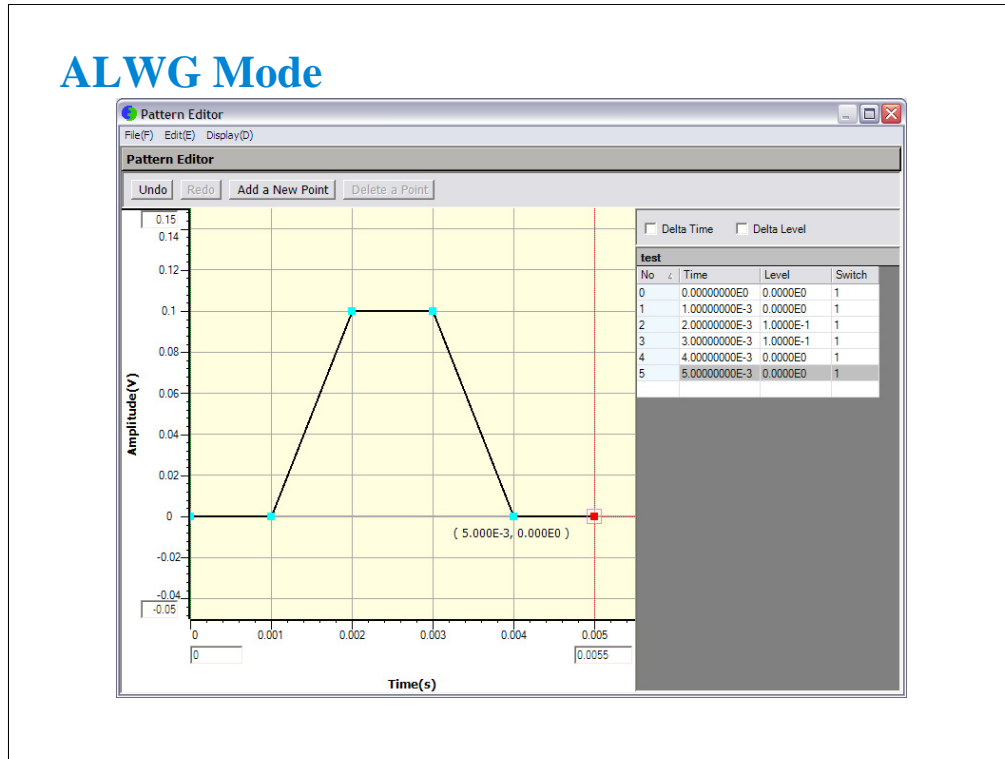 ALWG Mode
Pattern Editor
File(F) Edit(E) Display(D)
Pattern Editor
Undo Redo Add a New Point Delete a Point
0.15
0.14
0.12
0.1
0.08
0.06
0.04
0.02
0
-0.02
-0.04
-0.05
Amplitude(V)
( 5.000E-3, 0.000E0 )
0 0.001 0.002 0.003 0.004 0.005
0 0.0055
Time(s)
Delta Time Delta Level
test
No Time Level Switch
0 0.00000000E0 0.0000E0 1
1 1.00000000E-3 0.0000E0 1
2 2.00000000E-3 1.0000E-1 1
3 3.00000000E-3 1.0000E-1 1
4 4.00000000E-3 0.0000E0 1
5 5.00000000E-3 0.0000E0 1